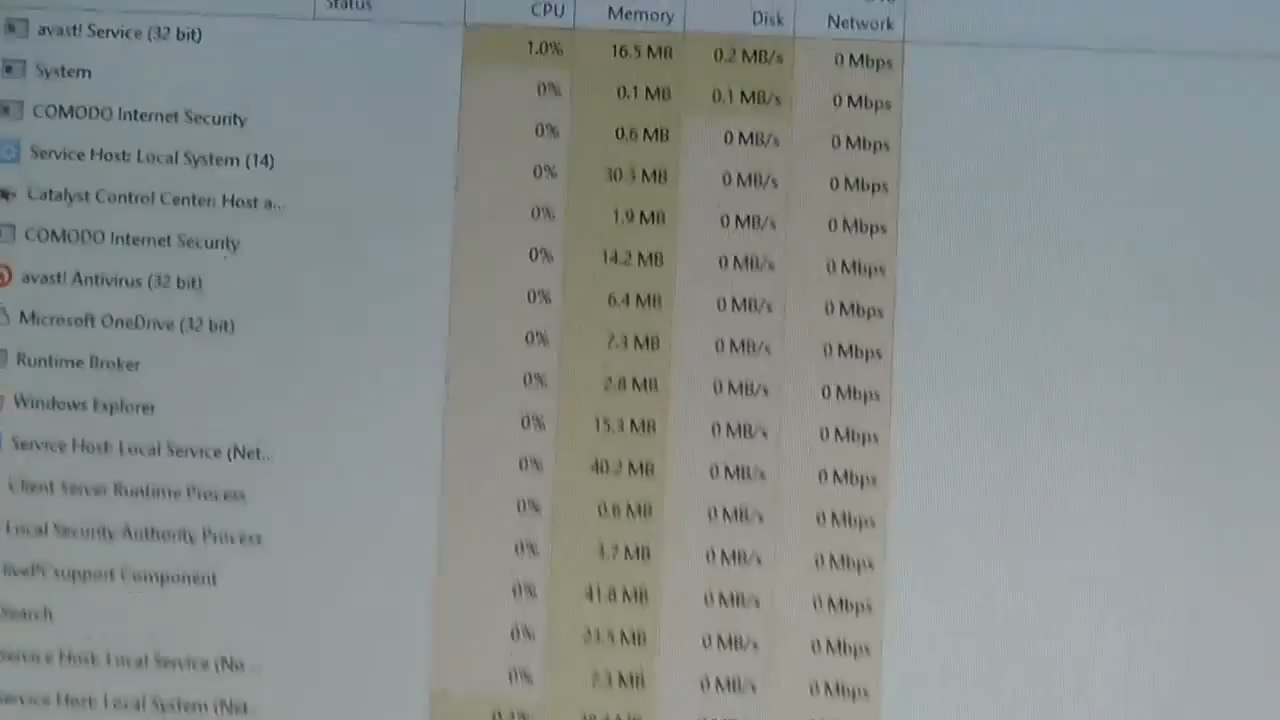 Status CPU Memory Disk Network
avast! Service (32 bit) 1.0% 16.5 MB 0.2 MB/s 0 Mbps
System 0% 0.1 MB 0.1 MB/s 0 Mbps
COMODO Internet Security 0% 0.6 MB 0 MB/s 0 Mbps
Service Host: Local System (14) 0% 30.3 MB 0 MB/s 0 Mbps
Catalyst Control Center: Host a... 0% 1.9 MB 0 MB/s 0 Mbps
COMODO Internet Security 0% 14.2 MB 0 MB/s 0 Mbps
avast! Antivirus (32 bit) 0% 6.4 MB 0 MB/s 0 Mbps
Microsoft OneDrive (32 bit) 0% 2.3 MB 0 MB/s 0 Mbps
Runtime Broker 0% 2.8 MB 0 MB/s 0 Mbps
Windows Explorer 0% 15.3 MB 0 MB/s 0 Mbps
Service Host: Local Service (Net... 0% 40.2 MB 0 MB/s 0 Mbps
Client Server Runtime Process 0% 0.6 MB 0 MB/s 0 Mbps
Local Security Authority Process 0% MB 0 MB/s 0 Mbps
support Component 0% 41.8 MB 0 MB/s 0 Mbps
Search 0% MB 0 MB/s 0 Mbps
Service Host: Local Service (No... 0% MB 0 MB/s 0 Mbps
Service Host: Local System (Net...